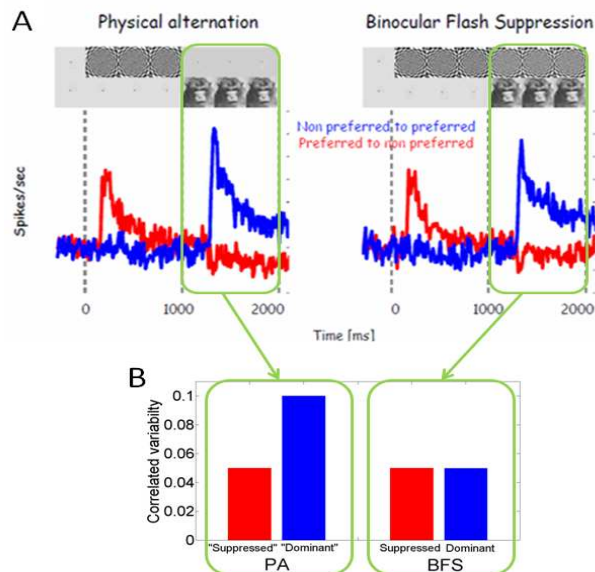 A
Physical alternation
Binocular Flash Suppression
Non preferred to preferred
Preferred to non preferred
Spikes/sec
0 1000 2000
0 1000 2000
Time [ms]
B
Correlated variabilty
0.1
0.08
0.06
0.04
0.02
0
"Suppressed" "Dominant"
Suppressed Dominant
PA
BFS